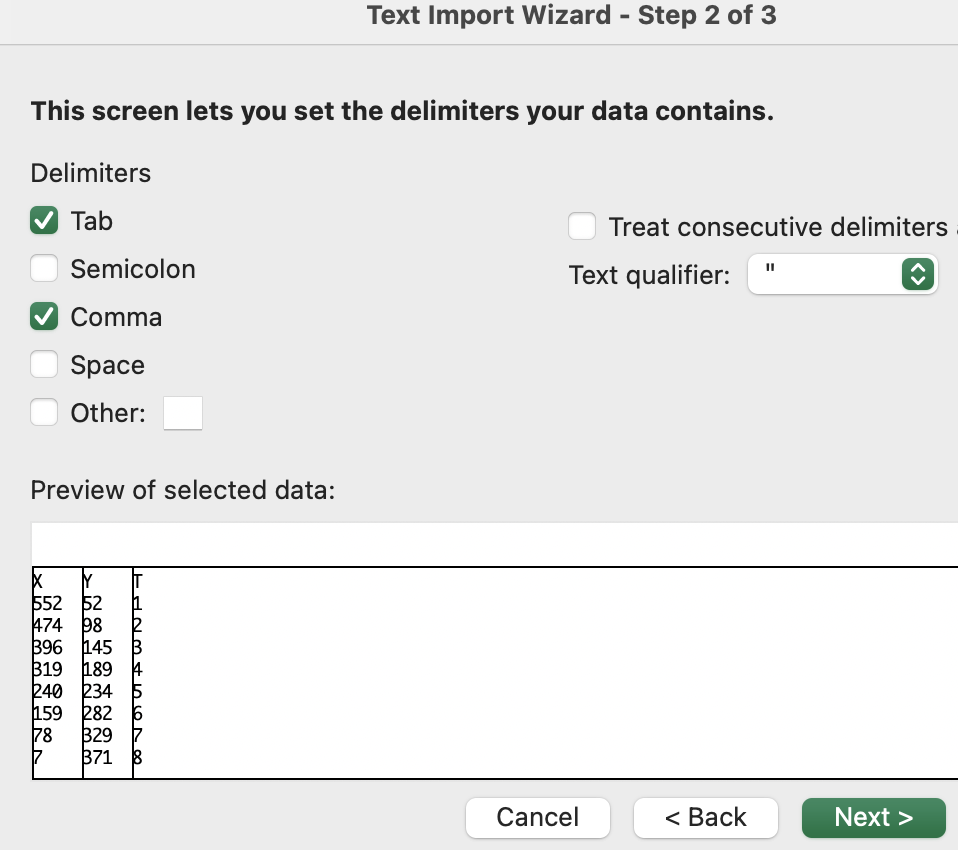 Text Import Wizard - Step 2 of 3
This screen lets you set the delimiters your data contains.
Delimiters
Tab
Treat consecutive delimiters
Semicolon
Text qualifier: "
Comma
Space
Other:
Preview of selected data:
X Y T
552 52 1
474 98 2
396 145 3
319 189 4
240 234 5
159 282 6
78 329 7
7 371 8
Cancel < Back Next >